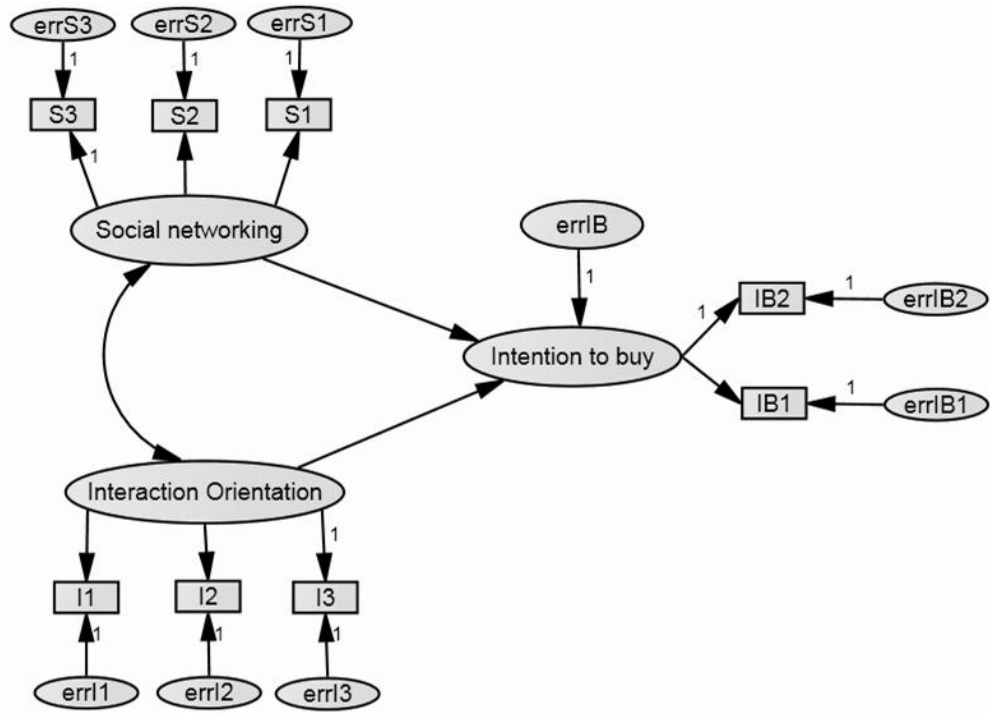 errS3 errS2 errS1
1 1 1
S3 S2 S1
1
Social networking
errIB
1
IB2 1 errIB2
1
Intention to buy
IB1 1 errIB1
Interaction Orientation
1
I1 I2 I3
1 1 1
errI1 errI2 errI3